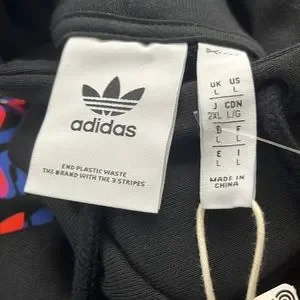 adidas
END PLASTIC WASTE
THE BRAND WITH THE 3 STRIPES
UK US
L L
J CDN
2XL L/G
D F
L L
E I
L L
MADE IN
CHINA